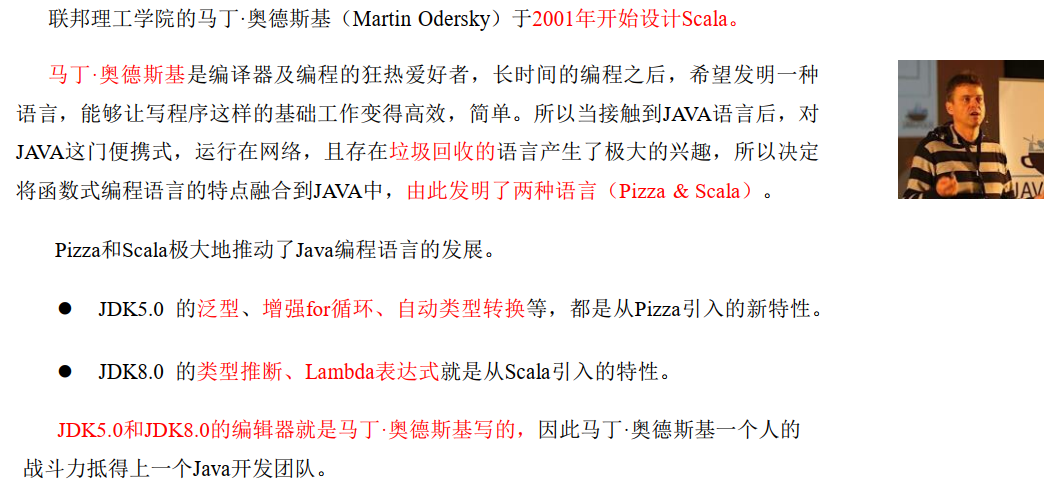 联邦理工学院的马丁·奥德斯基（Martin Odersky）于2001年开始设计Scala。
马丁·奥德斯基是编译器及编程的狂热爱好者，长时间的编程之后，希望发明一种
语言，能够让写程序这样的基础工作变得高效，简单。所以当接触到JAVA语言后，对
JAVA这门便携式，运行在网络，且存在垃圾回收的语言产生了极大的兴趣，所以决定
将函数式编程语言的特点融合到JAVA中，由此发明了两种语言（Pizza & Scala）。
JAV
Pizza和Scala极大地推动了Java编程语言的发展。
● JDK5.0 的泛型、增强for循环、自动类型转换等，都是从Pizza引入的新特性。
● JDK8.0 的类型推断、Lambda表达式就是从Scala引入的特性。
JDK5.0和JDK8.0的编辑器就是马丁·奥德斯基写的，因此马丁·奥德斯基一个人的
战斗力抵得上一个Java开发团队。